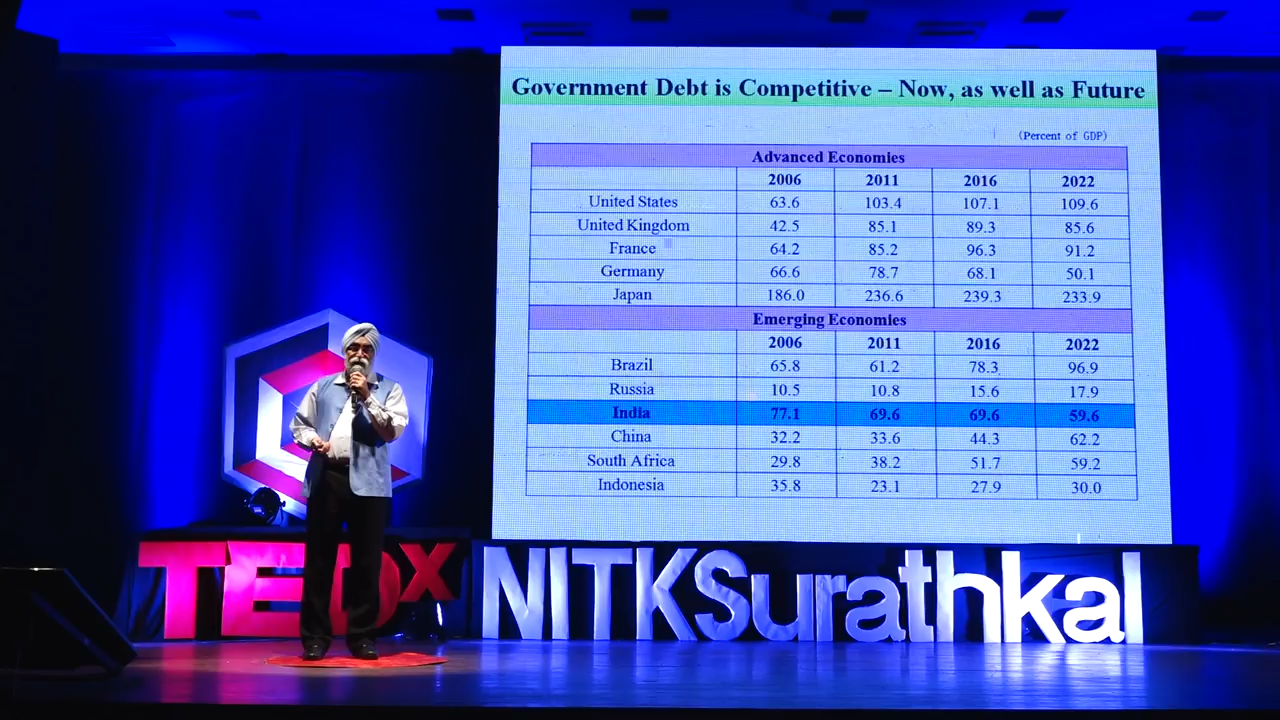 Government Debt is Competitive – Now, as well as Future
(Percent of GDP)
Advanced Economies
2006 2011 2016 2022
United States 63.6 103.4 107.1 109.6
United Kingdom 42.5 85.1 89.3 85.6
France 64.2 85.2 96.3 91.2
Germany 66.6 78.7 68.1 50.1
Japan 186.0 236.6 239.3 233.9
Emerging Economies
2006 2011 2016 2022
Brazil 65.8 61.2 78.3 96.9
Russia 10.5 10.8 15.6 17.9
India 77.1 69.6 69.6 59.6
China 32.2 33.6 44.3 62.2
South Africa 29.8 38.2 51.7 59.2
Indonesia 35.8 23.1 27.9 30.0
TEDx NITKSurathkal